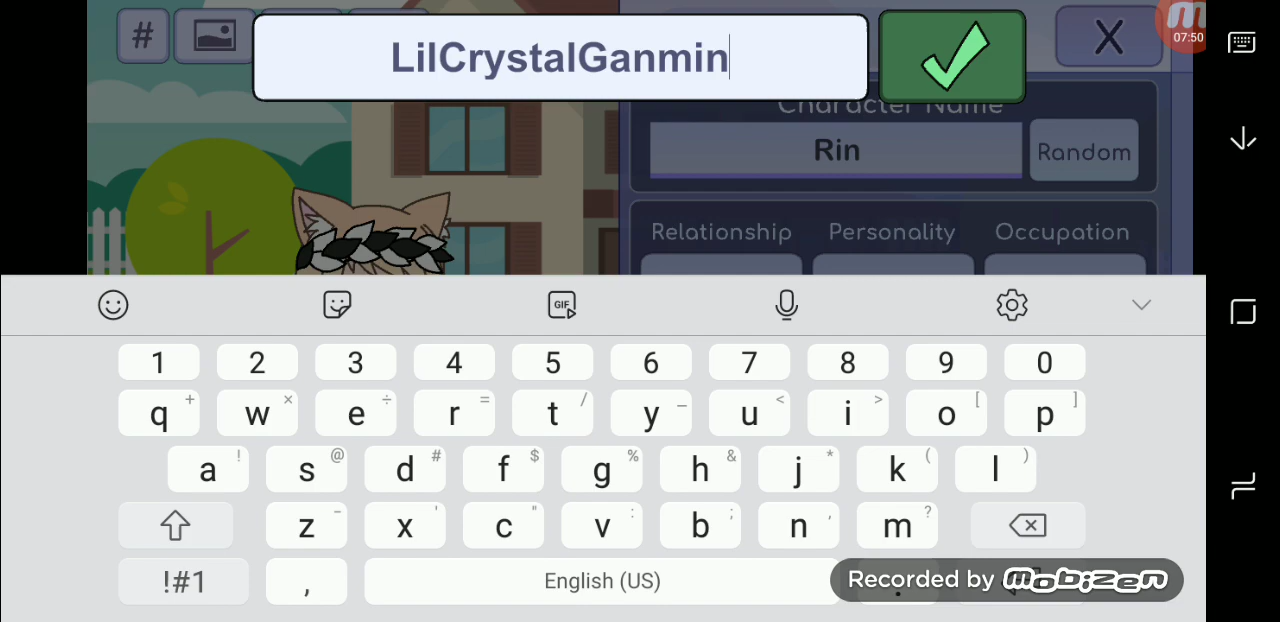 #
LilCrystalGanmin
X
07:50
Character Name
Rin
Random
Relationship Personality Occupation
GIF
1 2 3 4 5 6 7 8 9 0
q + w × e ÷ r = t / y _ u < i > o [ p ]
a ! s @ d # f $ g % h & j * k ( l )
z - x ' c " v : b ; n , m ?
!#1 , English (US) .
Recorded by MOBIZEN